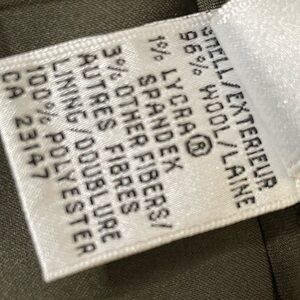 SHELL/EXTERIEUR
96% WOOL/LAINE
1% LYCRA®
SPANDEX
3% OTHER FIBERS/
AUTRES FIBRES
LINING/DOUBLURE
100% POLYESTER
CA 23147